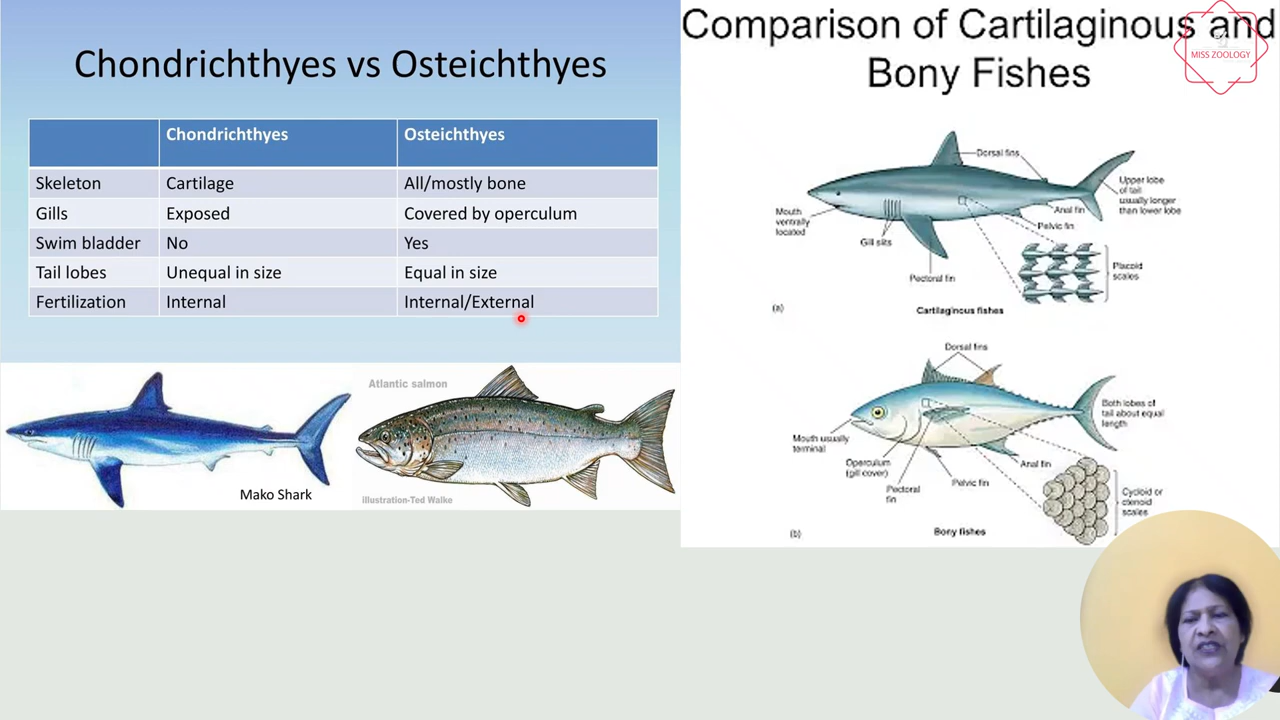 Chondrichthyes vs Osteichthyes
Chondrichthyes Osteichthyes
Skeleton Cartilage All/mostly bone
Gills Exposed Covered by operculum
Swim bladder No Yes
Tail lobes Unequal in size Equal in size
Fertilization Internal Internal/External
Mako Shark
Atlantic salmon
illustration-Ted Walke
Comparison of Cartilaginous and
Bony Fishes
MISS ZOOLOGY
Dorsal fins
Upper lobe
of tail
usually longer
than lower lobe
Mouth
ventrally
located
Gill slits
Anal fin
Pelvic fin
Pectoral fin
Placoid
scales
(a)
Cartilaginous fishes
Dorsal fins
Both lobes of
tail about equal
length
Mouth usually
terminal
Operculum
(gill cover)
Pectoral
fin
Pelvic fin
Anal fin
Cycloid or
ctenoid
scales
(b)
Bony fishes